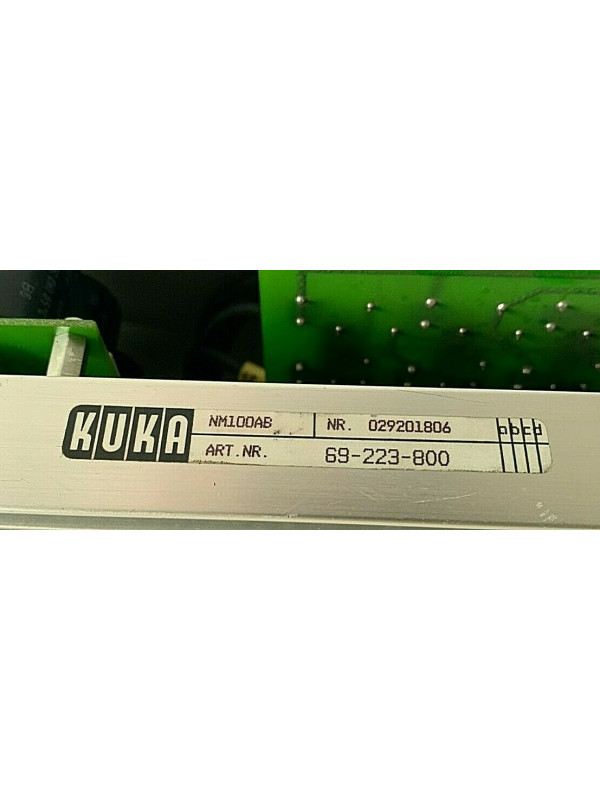 KUKA NM100AB NR. 029201806 abcd
ART.NR. 69-223-800